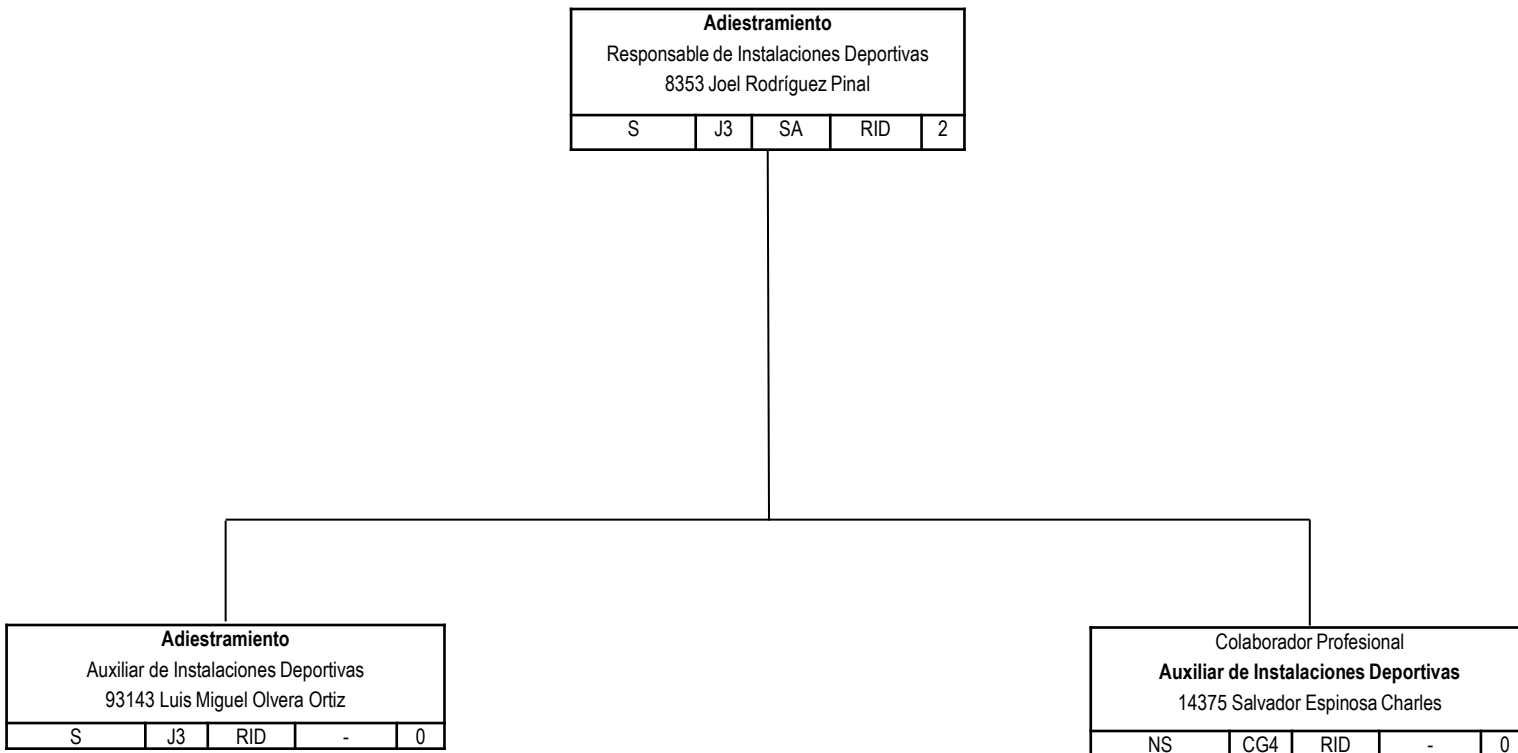 Adiestramiento
Responsable de Instalaciones Deportivas
8353 Joel Rodríguez Pinal
S J3 SA RID 2
Adiestramiento
Auxiliar de Instalaciones Deportivas
93143 Luis Miguel Olvera Ortiz
S J3 RID - 0
Colaborador Profesional
Auxiliar de Instalaciones Deportivas
14375 Salvador Espinosa Charles
NS CG4 RID - 0